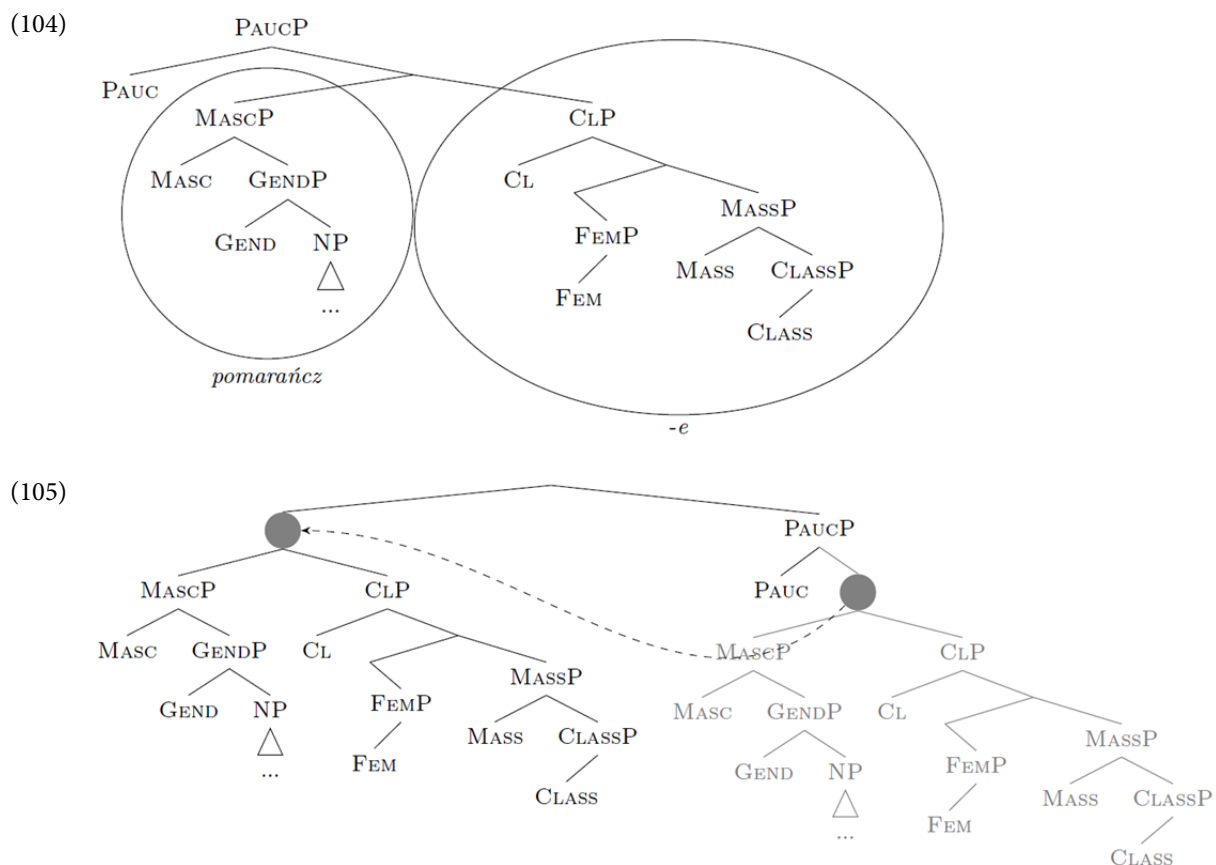 (104)
PAUCP
PAUC
MASCP CLP
MASC GENDP CL
GEND NP FEMP MASSP
... FEM MASS CLASSP
CLASS
pomarańcz
-e
(105)
PAUCP
PAUC
MASCP CLP MASCP CLP
MASC GENDP CL MASC GENDP CL
GEND NP FEMP MASSP GEND NP FEMP MASSP
... FEM MASS CLASSP ... FEM MASS CLASSP
CLASS CLASS